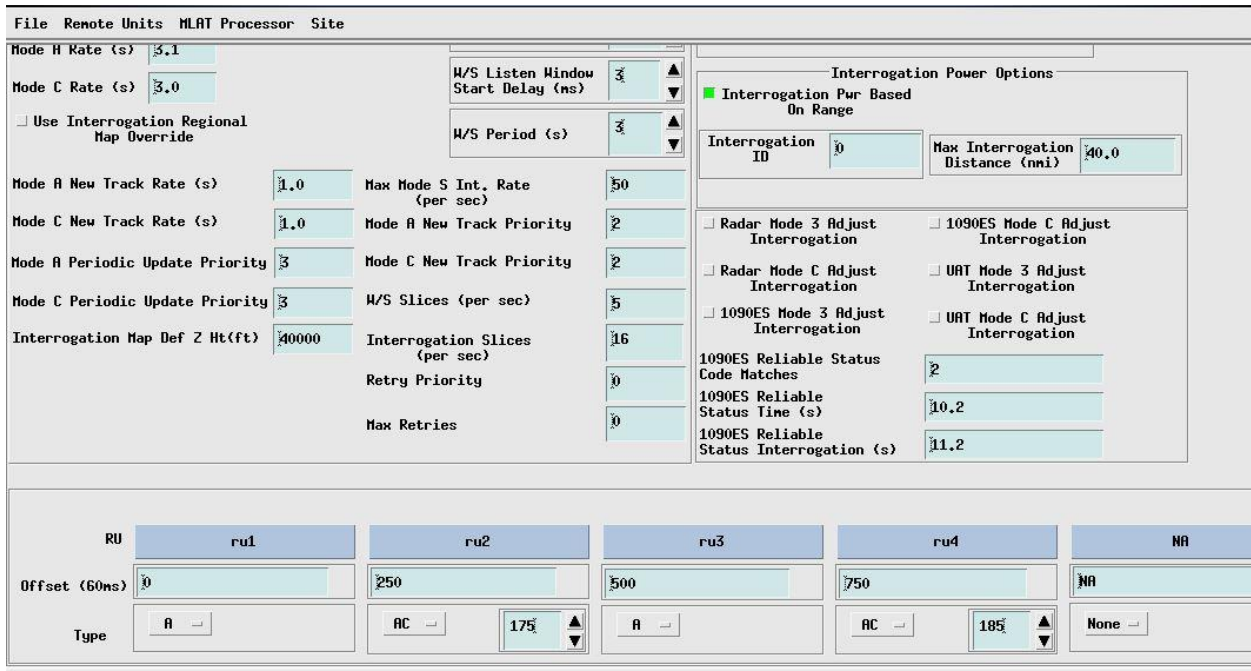 File Remote Units MLAT Processor Site
Mode A Rate (s) 3.1
Mode C Rate (s) 3.0
Use Interrogation Regional
Map Override
W/S Listen Window
Start Delay (ms) 3
W/S Period (s) 3
Interrogation Power Options
Interrogation Pwr Based
On Range
Interrogation
ID 0
Max Interrogation
Distance (nmi) 40.0
Mode A New Track Rate (s) 1.0
Mode C New Track Rate (s) 1.0
Mode A Periodic Update Priority 3
Mode C Periodic Update Priority 3
Interrogation Map Def Z Ht(ft) 40000
Max Mode S Int. Rate
(per sec) 50
Mode A New Track Priority 2
Mode C New Track Priority 2
W/S Slices (per sec) 5
Interrogation Slices
(per sec) 16
Retry Priority 0
Max Retries 0
Radar Mode 3 Adjust
Interrogation
1090ES Mode C Adjust
Interrogation
Radar Mode C Adjust
Interrogation
UAT Mode 3 Adjust
Interrogation
1090ES Mode 3 Adjust
Interrogation
UAT Mode C Adjust
Interrogation
1090ES Reliable Status
Code Matches 2
1090ES Reliable
Status Time (s) 10.2
1090ES Reliable
Status Interrogation (s) 11.2
RU ru1 ru2 ru3 ru4 NA
Offset (60ms) 0 250 500 750 NA
Type A AC 175 A AC 185 None